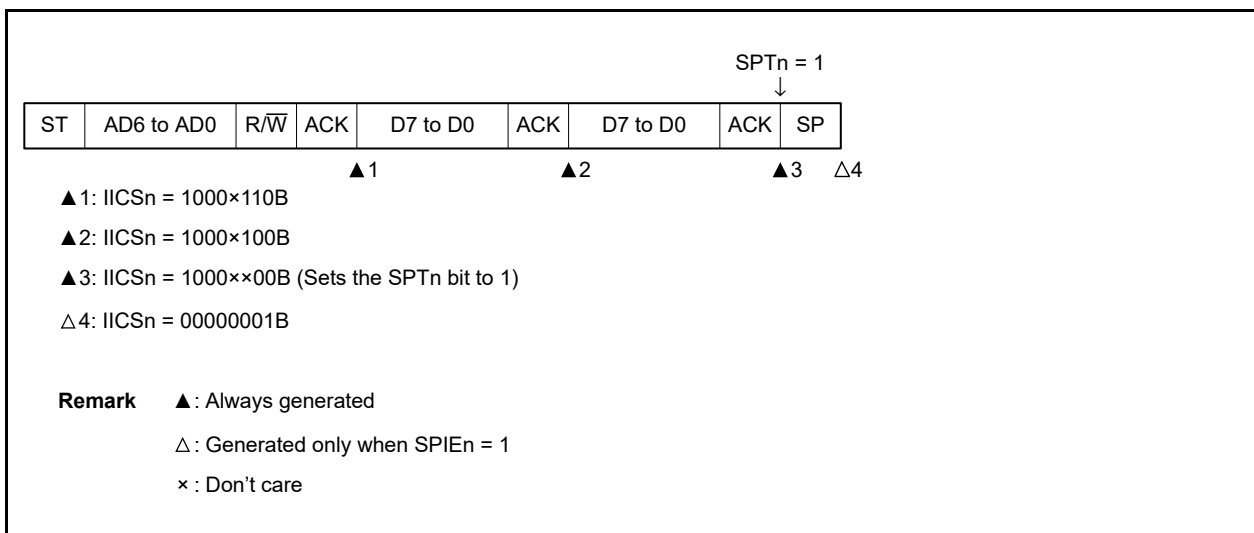 SPTn = 1
↓
ST AD6 to AD0 R/W̅ ACK D7 to D0 ACK D7 to D0 ACK SP
▲1 ▲2 ▲3 △4
▲1: IICSn = 1000×110B
▲2: IICSn = 1000×100B
▲3: IICSn = 1000××00B (Sets the SPTn bit to 1)
△4: IICSn = 00000001B
Remark ▲: Always generated
△: Generated only when SPIEn = 1
× : Don’t care